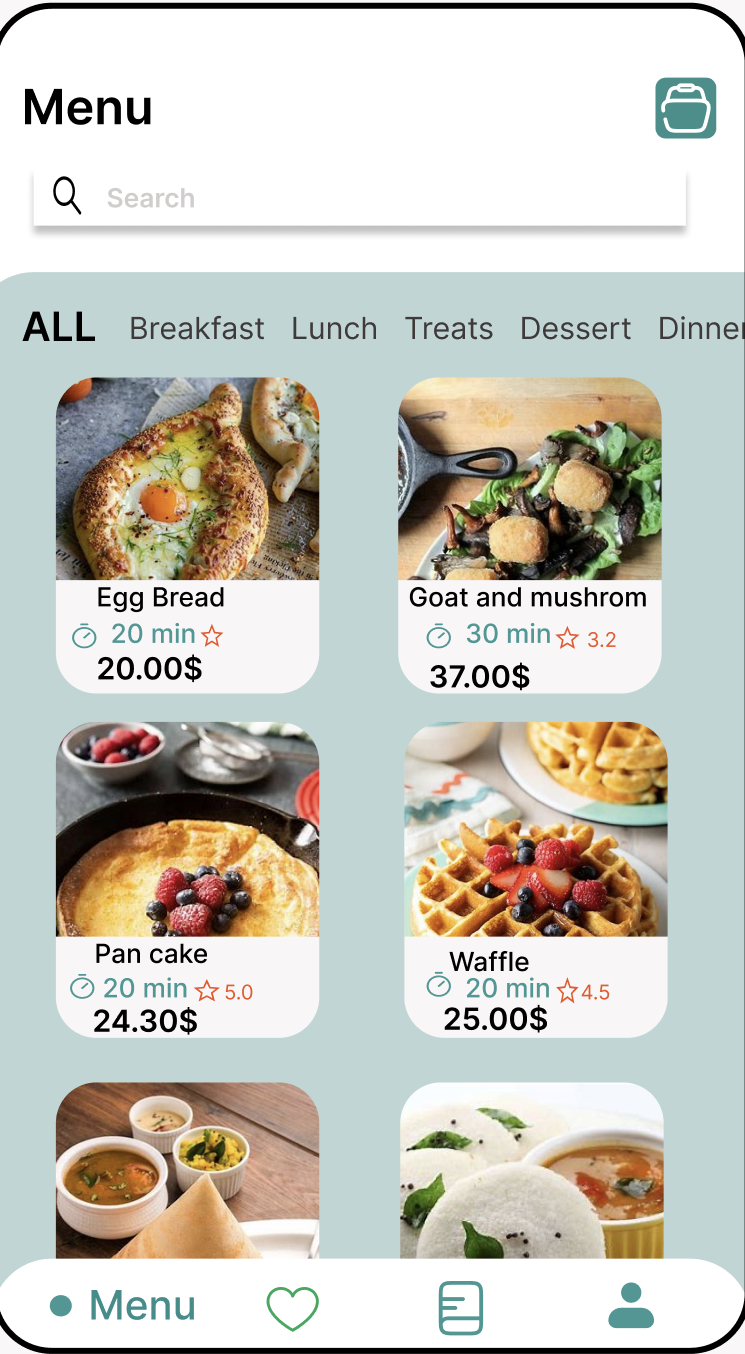 Menu
Search
ALL Breakfast Lunch Treats Dessert Dinner
Egg Bread
20 min
20.00$
Goat and mushrom
30 min 3.2
37.00$
Pan cake
20 min 5.0
24.30$
Waffle
20 min 4.5
25.00$
Menu